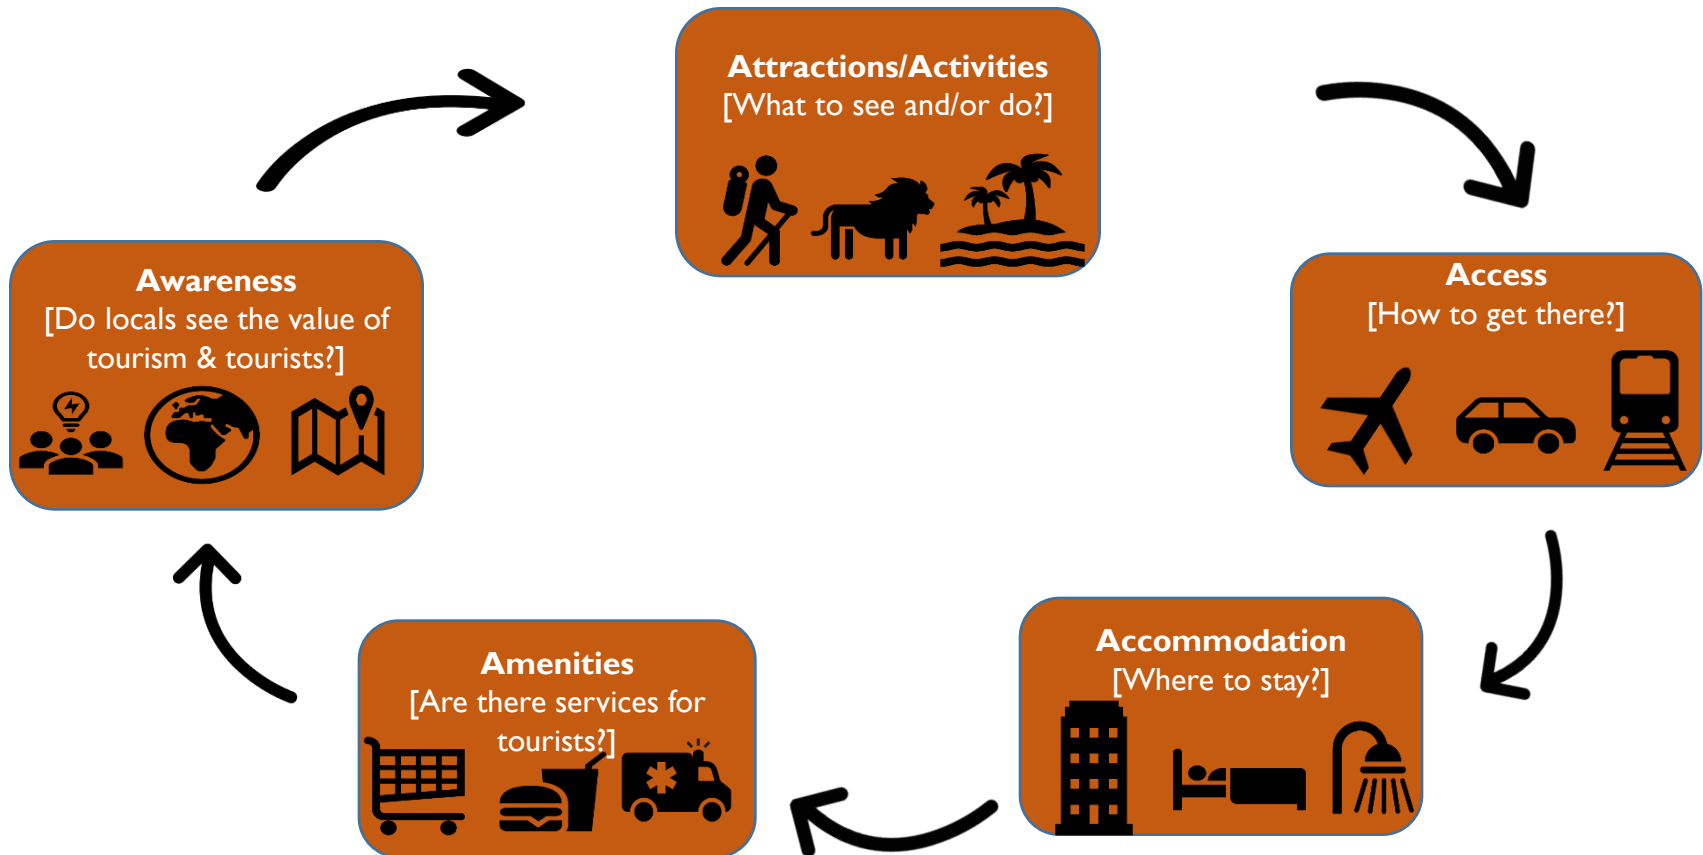 Attractions/Activities
[What to see and/or do?]
Access
[How to get there?]
Accommodation
[Where to stay?]
Amenities
[Are there services for
tourists?]
Awareness
[Do locals see the value of
tourism & tourists?]